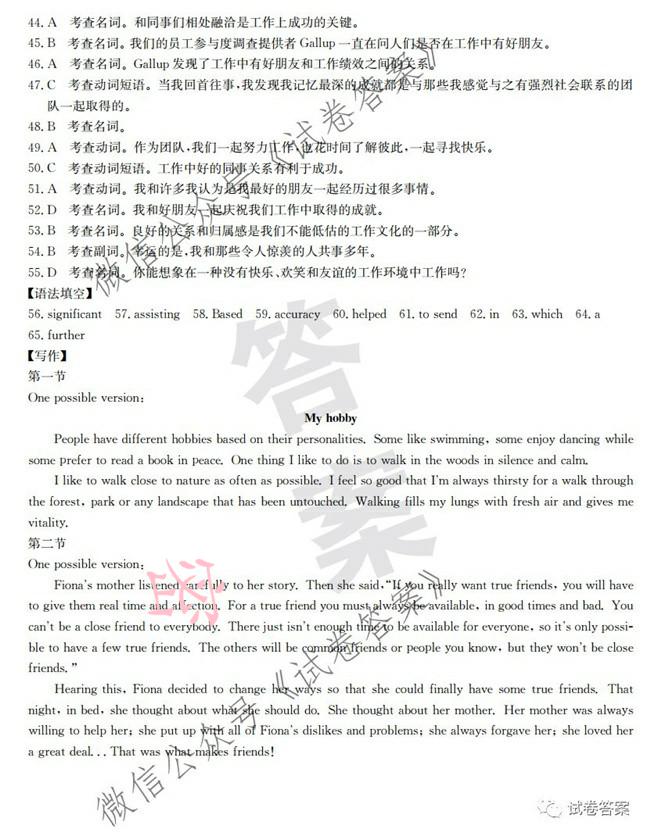 44. A 考查名词。和同事们相处融洽是工作上成功的关键。
45. B 考查名词。我们的员工参与度调查提供者 Gallup 一直在问人们是否在工作中有好朋友。
46. A 考查名词。Gallup 发现了工作中有好朋友和工作绩效之间的关系。
47. C 考查动词短语。当我回首往事,我发现我记忆最深的成就都是与那些我感觉与之有强烈社会联系的团
队一起取得的。
48. B 考查名词。
49. A 考查动词。作为团队,我们一起努力工作,也花时间了解彼此,一起寻找快乐。
50. C 考查动词短语。工作中好的同事关系有利于成功。
51. A 考查动词。我和许多我认为是我最好的朋友一起经历过很多事情。
52. D 考查名词。我和好朋友一起庆祝我们工作中取得的成就。
53. B 考查名词。良好的关系和归属感是我们不能低估的工作文化的一部分。
54. B 考查副词。幸运的是,我和那些令人惊羡的人共事多年。
55. D 考查名词。你能想象在一种没有快乐、欢笑和友谊的工作环境中工作吗?
【语法填空】
56. significant 57. assisting 58. Based 59. accuracy 60. helped 61. to send 62. in 63. which 64. a
65. further
【写作】
第一节
One possible version:
My hobby
People have different hobbies based on their personalities. Some like swimming, some enjoy dancing while
some prefer to read a book in peace. One thing I like to do is to walk in the woods in silence and calm.
I like to walk close to nature as often as possible. I feel so good that I'm always thirsty for a walk through
the forest, park or any landscape that has been untouched. Walking fills my lungs with fresh air and gives me
vitality.
第二节
One possible version:
Fiona's mother listened carefully to her story. Then she said,“If you really want true friends, you will have
to give them real time and affection. For a true friend you must always be available, in good times and bad. You
can't be a close friend to everybody. There just isn't enough time to be available for everyone, so it's only possi-
ble to have a few true friends. The others will be common friends or people you know, but they won't be close
friends.”
Hearing this, Fiona decided to change her ways so that she could finally have some true friends. That
night, in bed, she thought about what she should do. She thought about her mother. Her mother was always
willing to help her; she put up with all of Fiona's dislikes and problems; she always forgave her; she loved her
a great deal... That was what makes friends!
微信公众号《试卷答案》
答案
微信公众号《试卷答案》
试卷答案